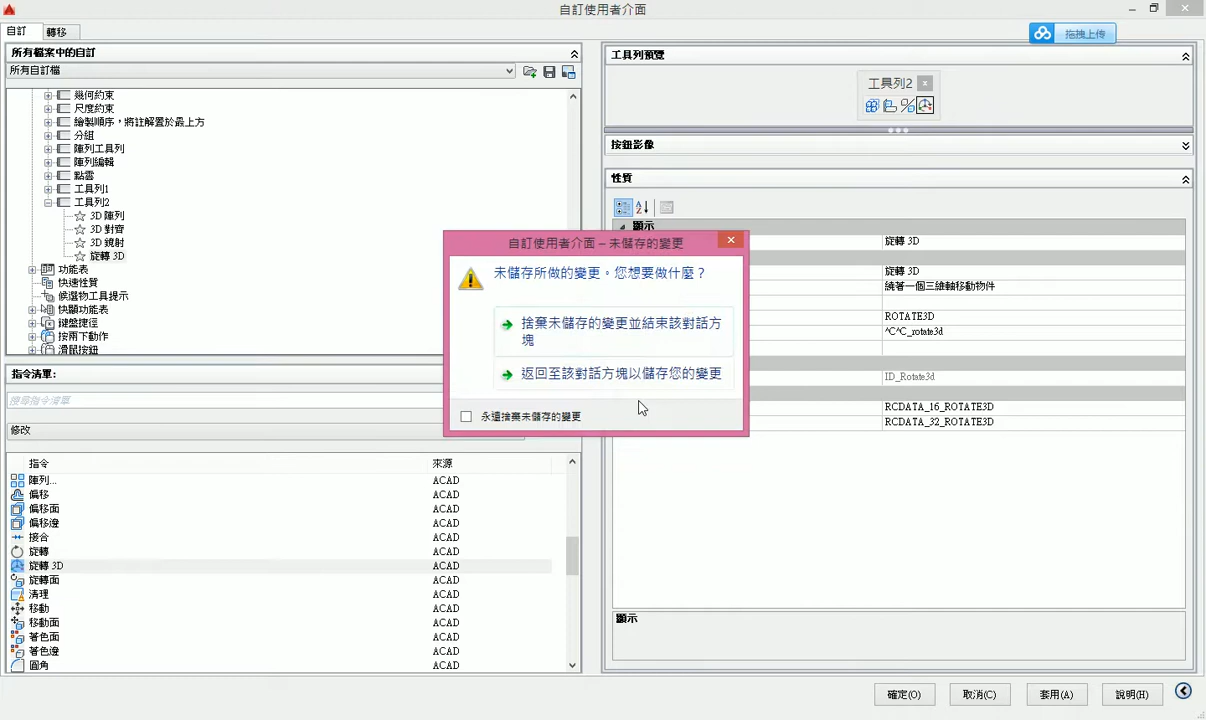 自訂使用者介面
自訂
轉移
拖拽上传
所有檔案中的自訂
所有自訂檔
幾何約束
尺度約束
繪製順序，將註解置於最上方
分組
陣列工具列
陣列編輯
點雲
工具列1
工具列2
3D 陣列
3D 對齊
3D 鏡射
旋轉 3D
功能表
快速性質
候選物工具提示
快顯功能表
鍵盤捷徑
按兩下動作
滑鼠按鈕
指令清單:
搜尋指令清單
修改
指令
來源
陣列...
ACAD
偏移
ACAD
偏移面
ACAD
偏移邊
ACAD
接合
ACAD
旋轉
ACAD
旋轉 3D
ACAD
旋轉面
ACAD
清理
ACAD
移動
ACAD
移動面
ACAD
著色面
ACAD
著色邊
ACAD
圓角
ACAD
工具列預覽
工具列2
按鈕影像
性質
顯示
旋轉 3D
旋轉 3D
繞著一個三維軸移動物件
ROTATE3D
^C^C_rotate3d
ID_Rotate3d
RCDATA_16_ROTATE3D
RCDATA_32_ROTATE3D
顯示
自訂使用者介面 – 未儲存的變更
未儲存所做的變更。您想要做什麼？
捨棄未儲存的變更並結束該對話方
塊
返回至該對話方塊以儲存您的變更
永遠捨棄未儲存的變更
確定(O)
取消(C)
套用(A)
說明(H)